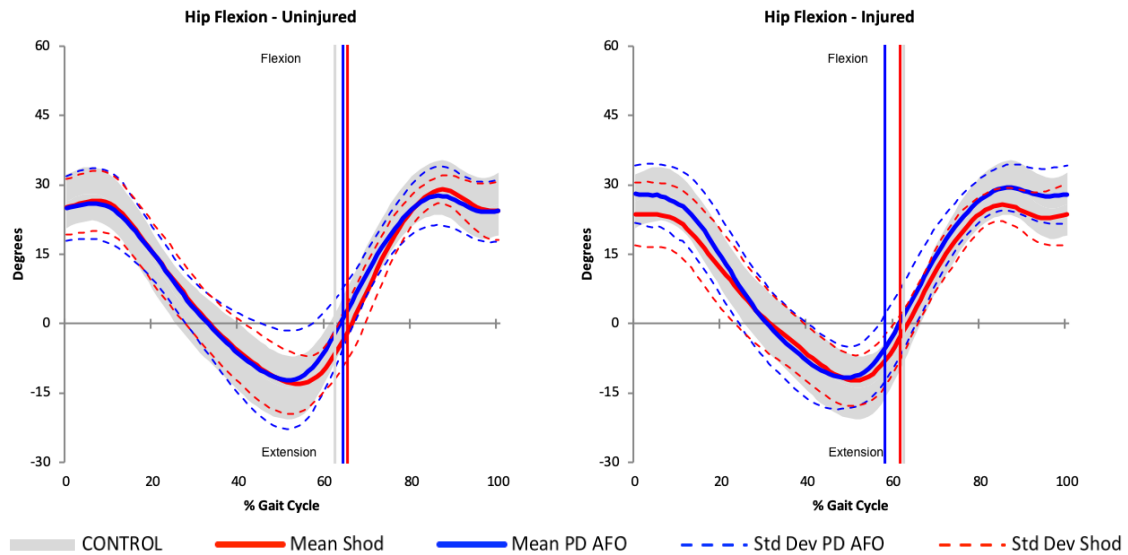 Hip Flexion - Uninjured
60
45
30
15
0
-15
-30
Degrees
Flexion
Extension
0 20 40 60 80 100
% Gait Cycle
Hip Flexion - Injured
60
45
30
15
0
-15
-30
Degrees
Flexion
Extension
0 20 40 60 80 100
% Gait Cycle
CONTROL Mean Shod Mean PD AFO Std Dev PD AFO Std Dev Shod